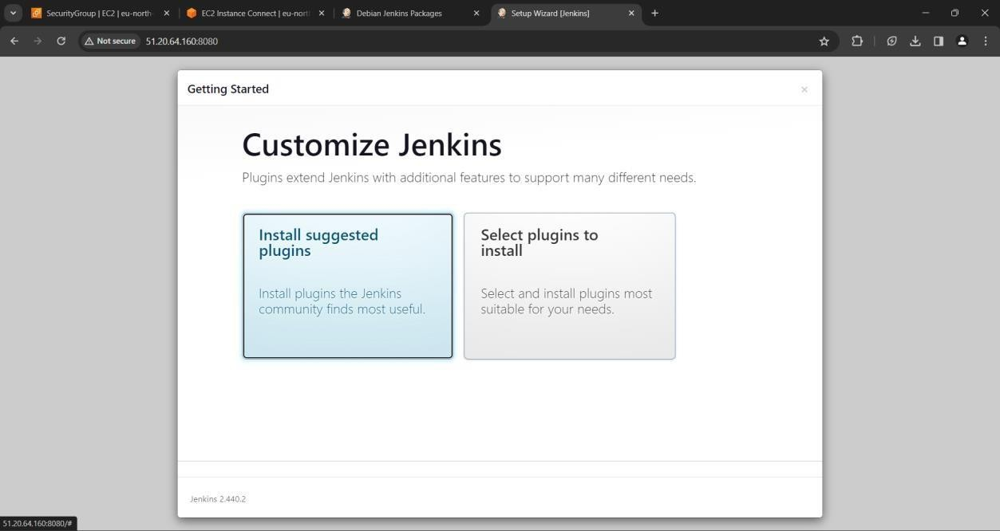 SecurityGroup | EC2 | eu-north-
EC2 Instance Connect | eu-nort
Debian Jenkins Packages
Setup Wizard [Jenkins]
Not secure
51.20.64.160:8080
Getting Started
Customize Jenkins
Plugins extend Jenkins with additional features to support many different needs.
Install suggested
plugins
Install plugins the Jenkins
community finds most useful.
Select plugins to
install
Select and install plugins most
suitable for your needs.
Jenkins 2.440.2
51.20.64.160:8080/#